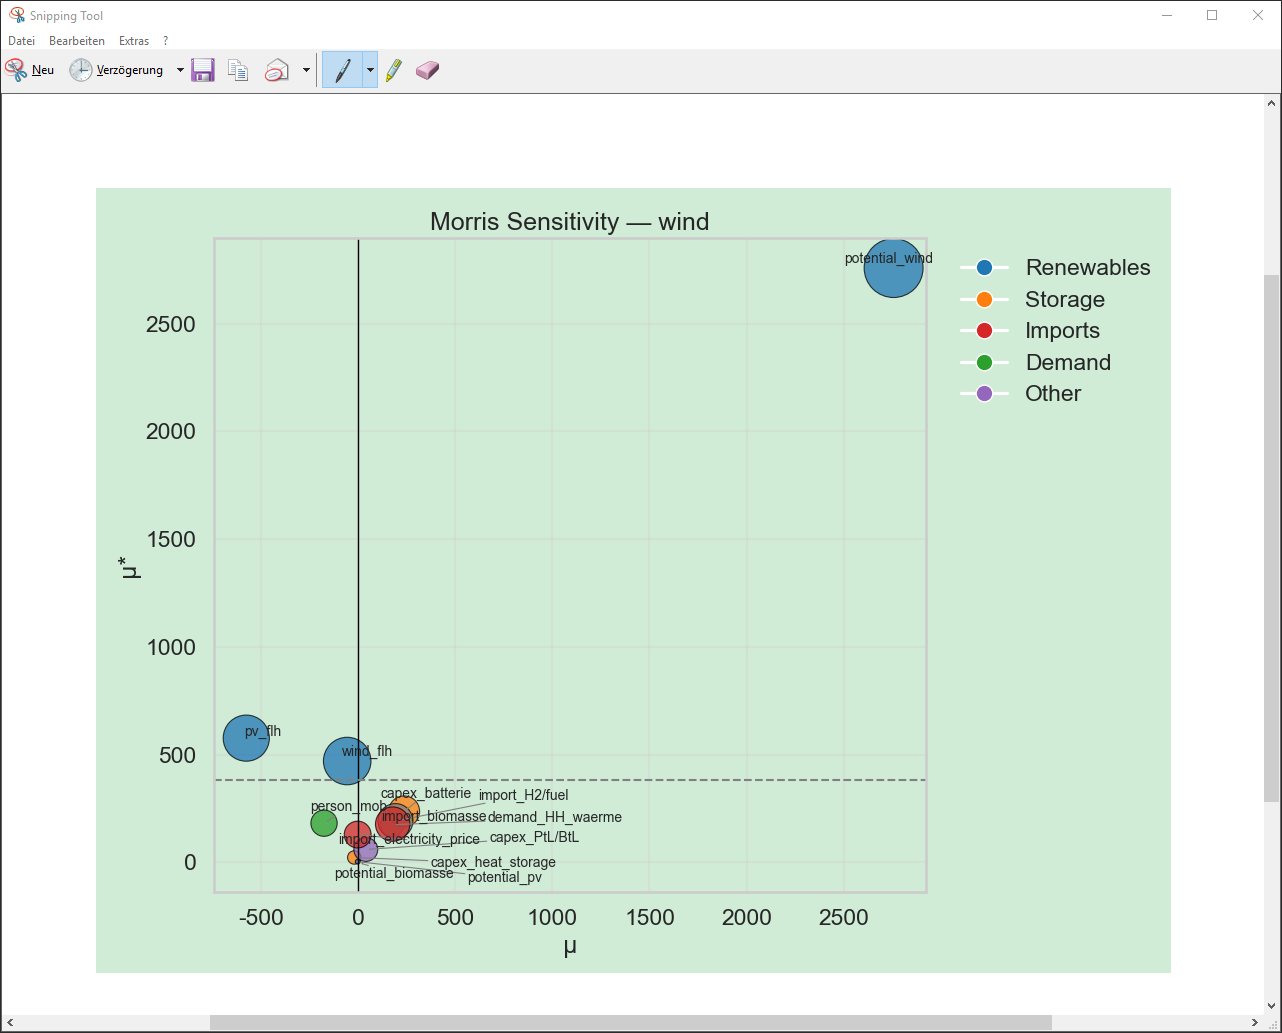 Snipping Tool
Datei Bearbeiten Extras ?
Neu Verzögerung
Morris Sensitivity — wind
potential_wind
Renewables
Storage
Imports
Demand
Other
2500
2000
1500
1000
500
0
μ*
pv_flh
wind_flh
capex_batterie
import_H2/fuel
person_mob
import_biomasse
demand_HH_waerme
import_electricity_price
capex_PtL/BtL
capex_heat_storage
potential_biomasse
potential_pv
-500 0 500 1000 1500 2000 2500
μ